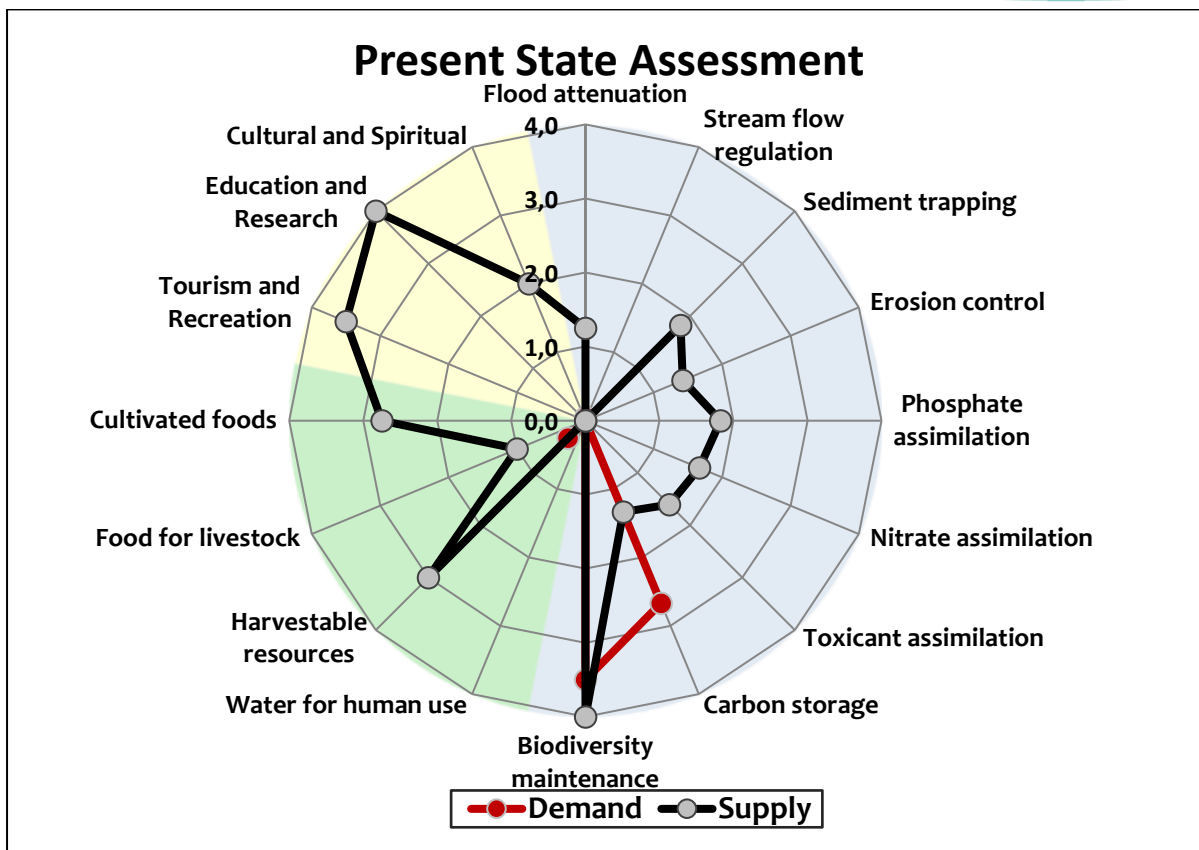 Present State Assessment
Flood attenuation
Stream flow
regulation
Sediment trapping
Erosion control
Phosphate
assimilation
Nitrate assimilation
Toxicant assimilation
Carbon storage
Biodiversity
maintenance
Water for human use
Harvestable
resources
Food for livestock
Cultivated foods
Tourism and
Recreation
Education and
Research
Cultural and Spiritual
4,0
3,0
2,0
1,0
0,0
Demand
Supply